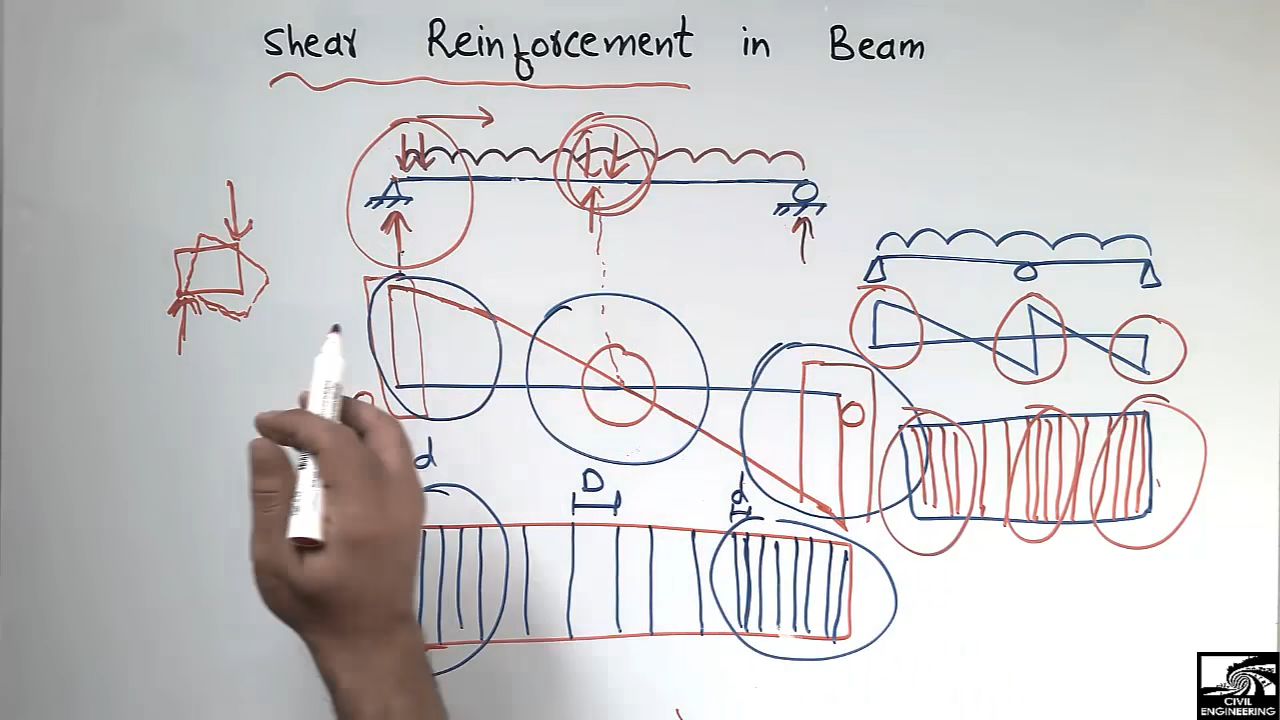 Shear Reinforcement in Beam
d
D
d
CIVIL
ENGINEERING